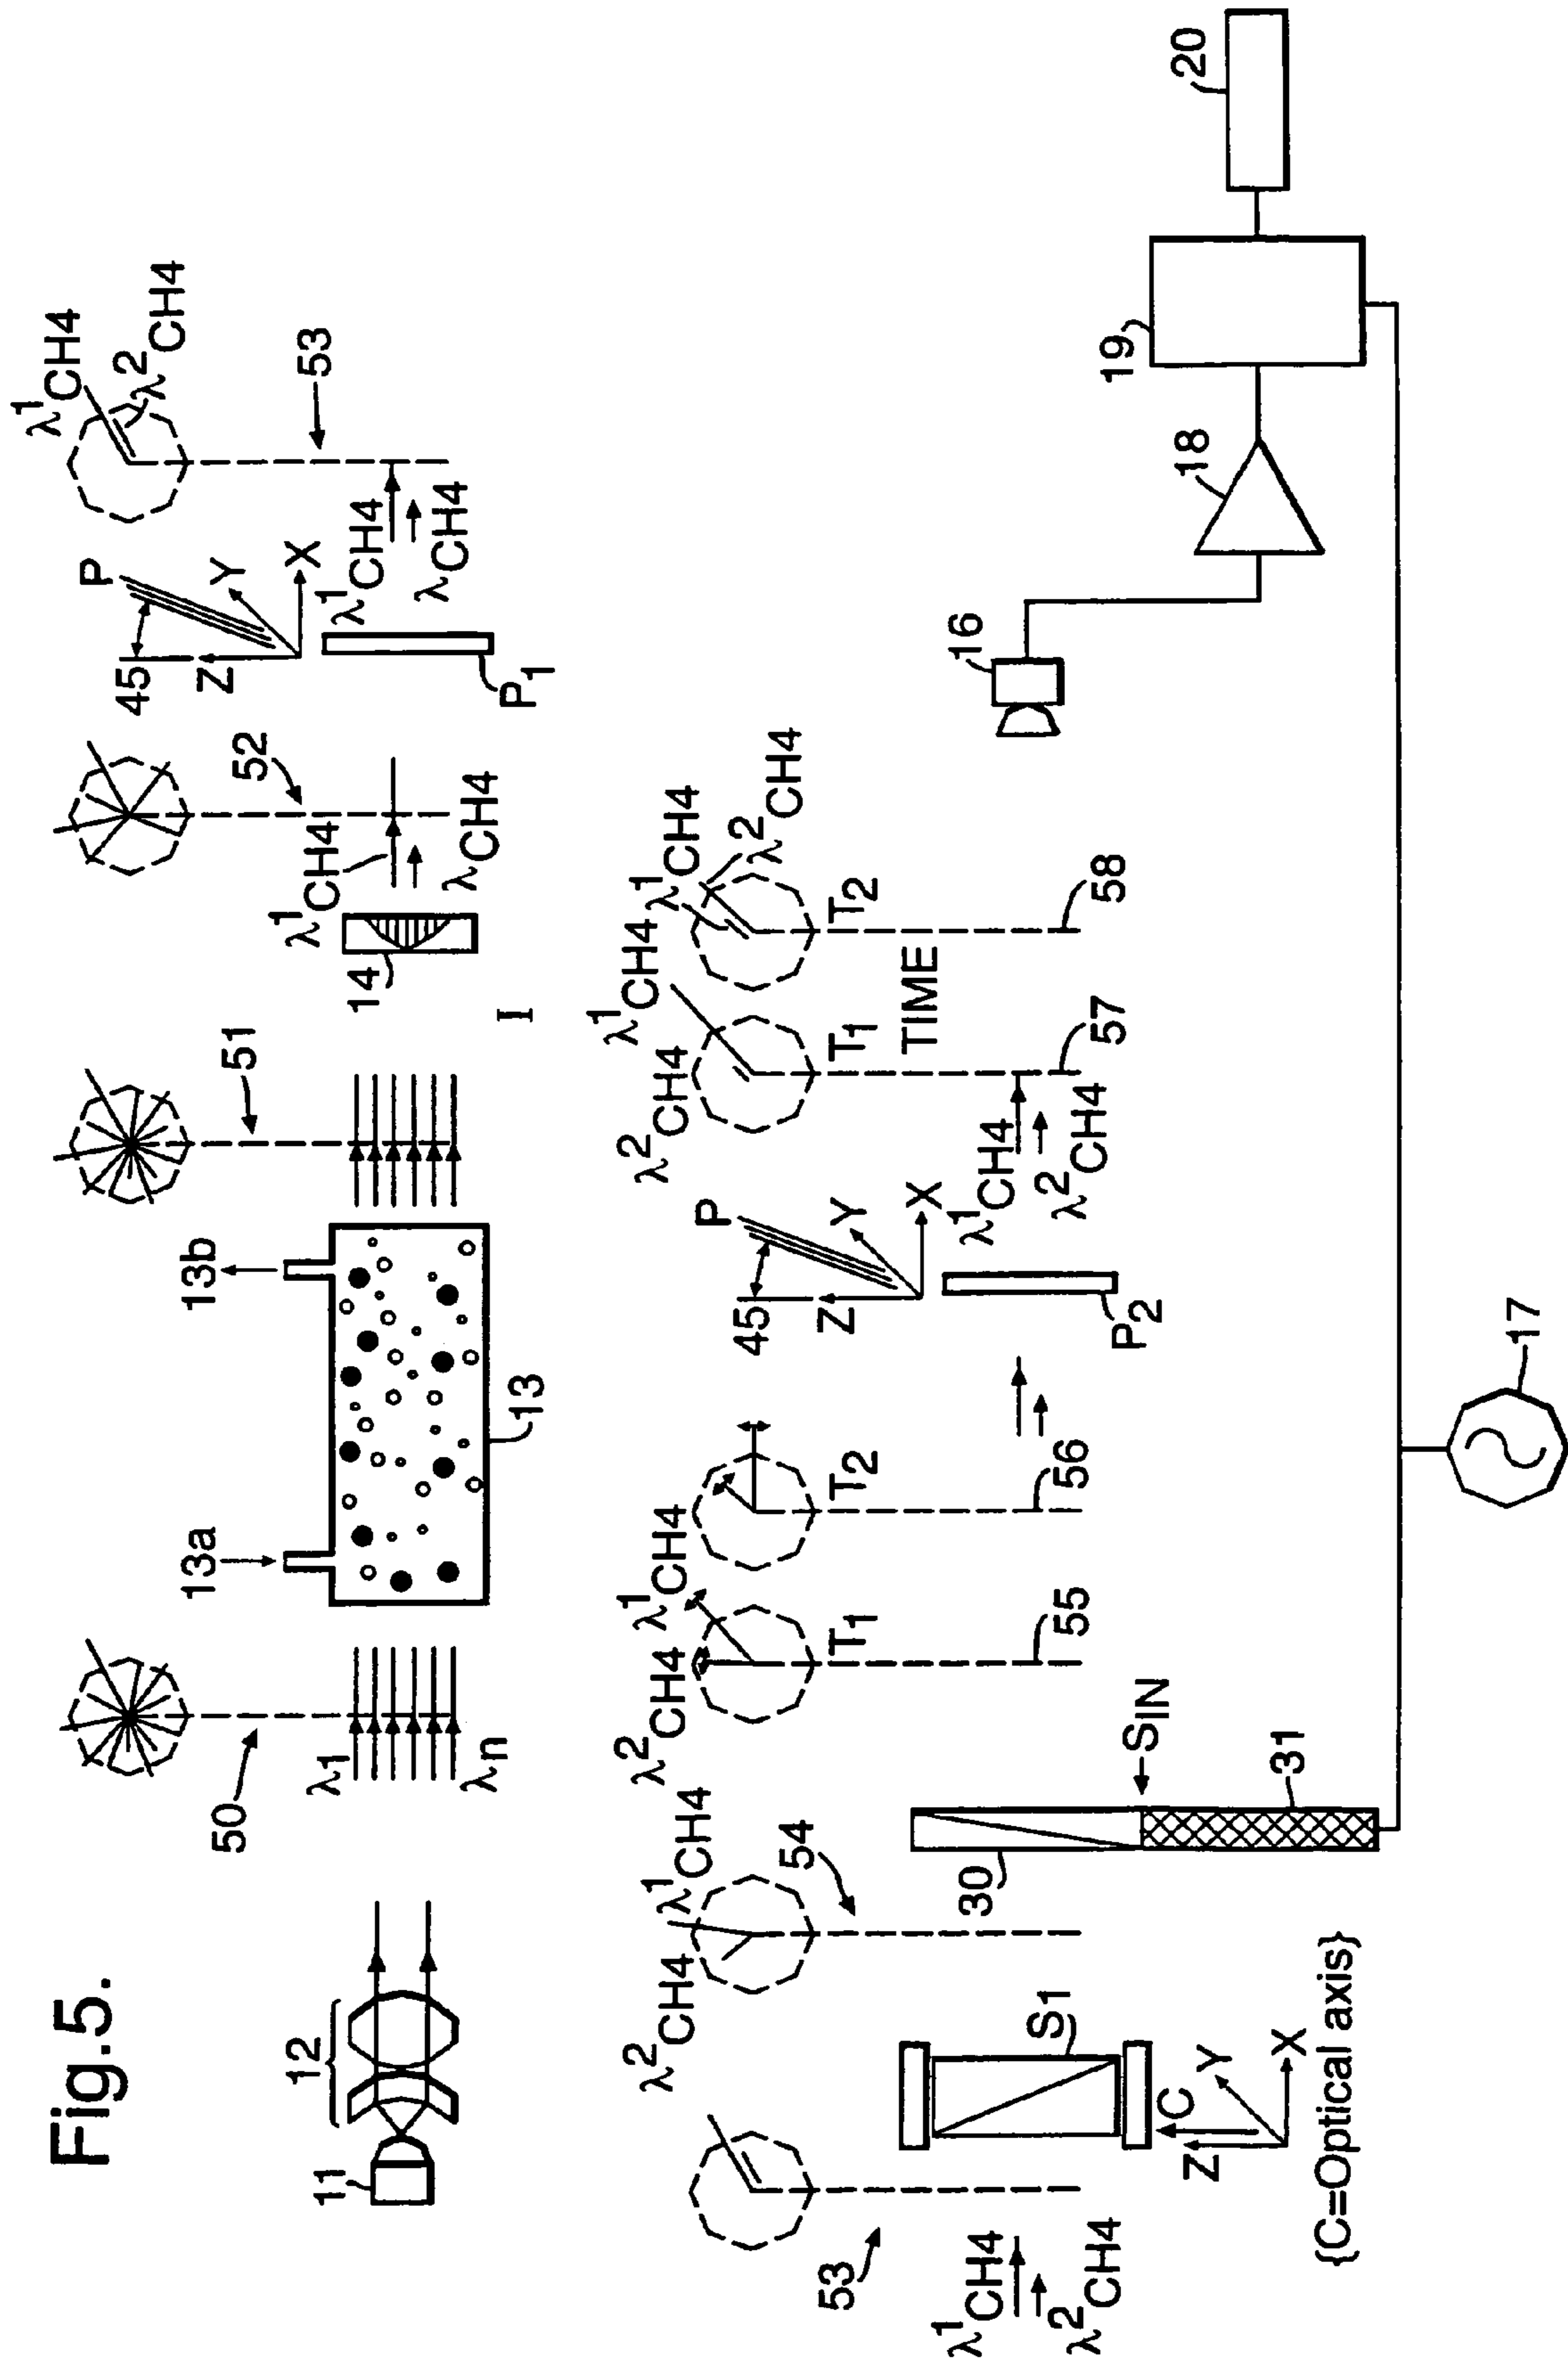 Fig.5.
11
12
50
λ1
λn
13a
13b
13
51
I
14
λ¹CH4
λCH4
52
45
P
Z
Y
X
P₁
λ¹CH4
λCH4
53
λ¹CH4
λ²CH4
53
λ¹CH4
λ²CH4
S₁
C
Z
Y
X
{C=Optical axis}
λ²CH4
λ¹CH4
54
30
SIN
31
λ²CH4
λ¹CH4
T₁
55
T₂
56
45
P
Z
Y
X
P₂
λ¹CH4
λ²CH4
λ²CH4
λ¹CH4
T₁
TIME
57
λ¹CH4
λ²CH4
T₂
58
16
17
18
19
20